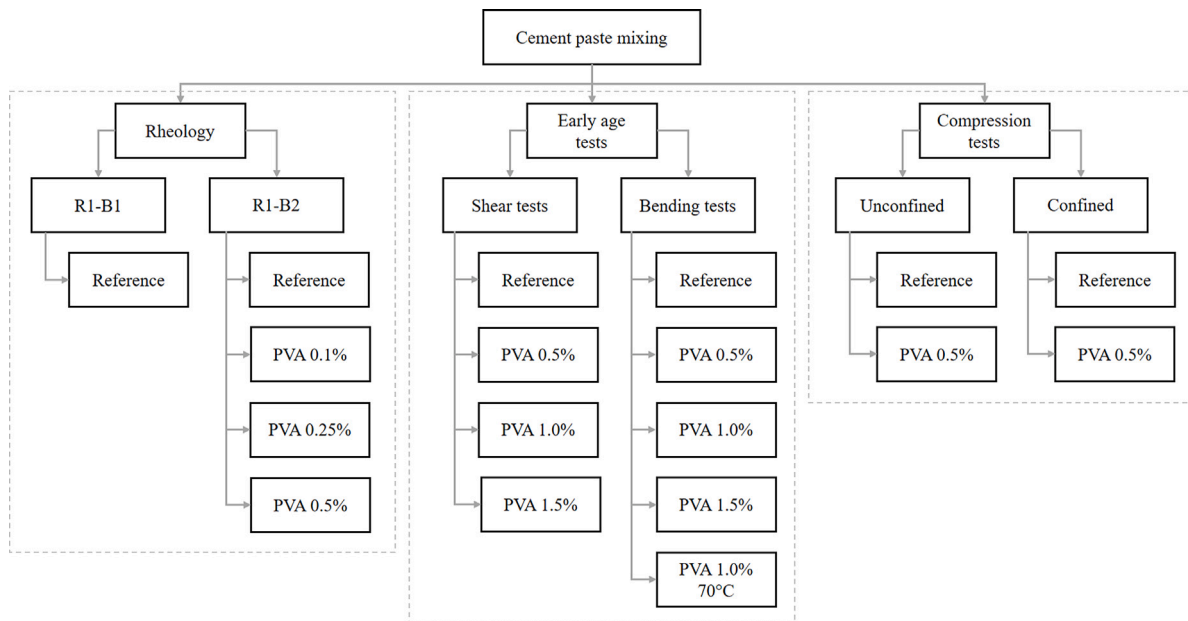 Cement paste mixing
Rheology
R1-B1
Reference
R1-B2
Reference
PVA 0.1%
PVA 0.25%
PVA 0.5%
Early age
tests
Shear tests
Reference
PVA 0.5%
PVA 1.0%
PVA 1.5%
Bending tests
Reference
PVA 0.5%
PVA 1.0%
PVA 1.5%
PVA 1.0%
70°C
Compression
tests
Unconfined
Reference
PVA 0.5%
Confined
Reference
PVA 0.5%